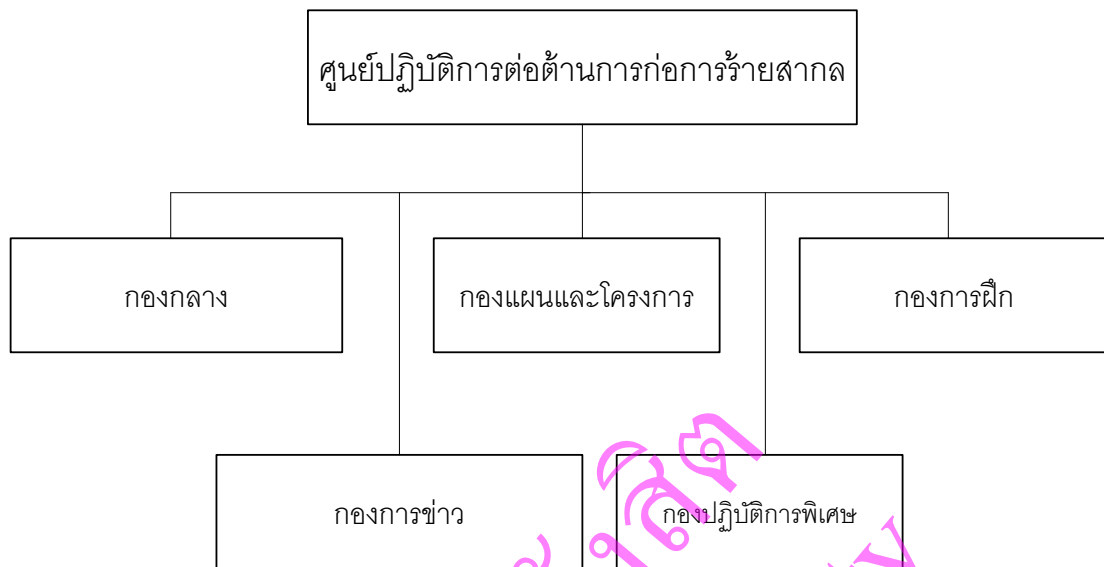 ศูนย์ปฏิบัติการต่อต้านการก่อการร้ายสากล
กองกลาง
กองแผนและโครงการ
กองการฝึก
กองการข่าว
กองปฏิบัติการพิเศษ